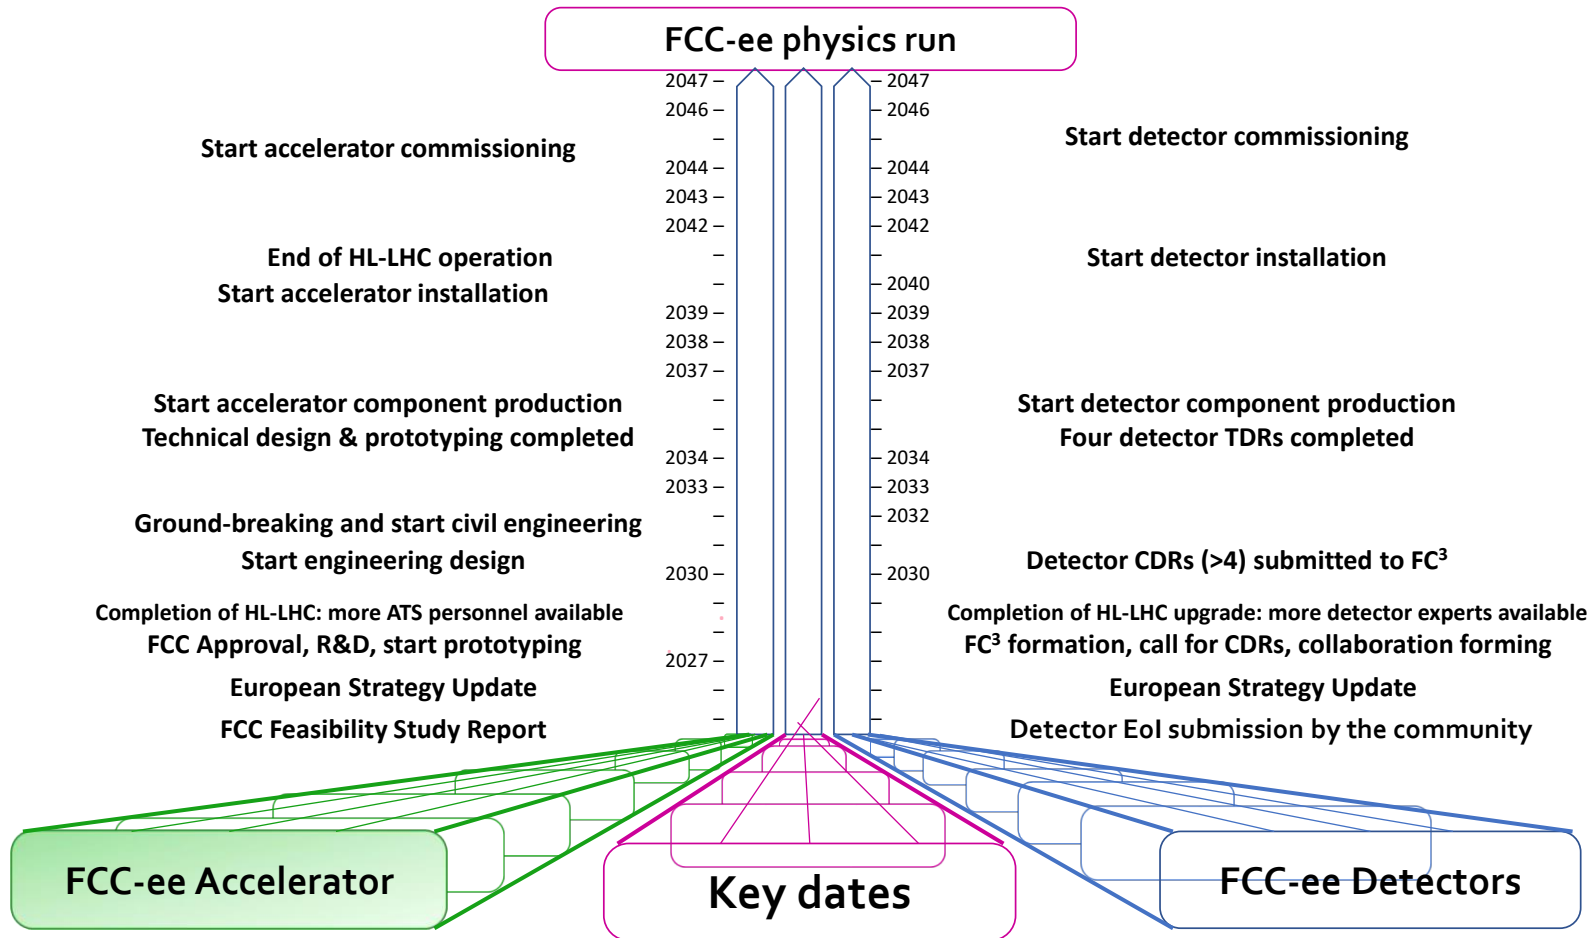 FCC-ee physics run
2047 2047
2046 2046
Start accelerator commissioning
Start detector commissioning
2044 2044
2043 2043
2042 2042
End of HL-LHC operation
Start detector installation
2040
Start accelerator installation
2039 2039
2038 2038
2037 2037
Start accelerator component production
Start detector component production
Technical design & prototyping completed
Four detector TDRs completed
2034 2034
2033 2033
2032
Ground-breaking and start civil engineering
Start engineering design
Detector CDRs (>4) submitted to FC³
2030 2030
Completion of HL-LHC: more ATS personnel available
Completion of HL-LHC upgrade: more detector experts available
FCC Approval, R&D, start prototyping
FC³ formation, call for CDRs, collaboration forming
2027
European Strategy Update
European Strategy Update
FCC Feasibility Study Report
Detector EoI submission by the community
FCC-ee Accelerator
Key dates
FCC-ee Detectors